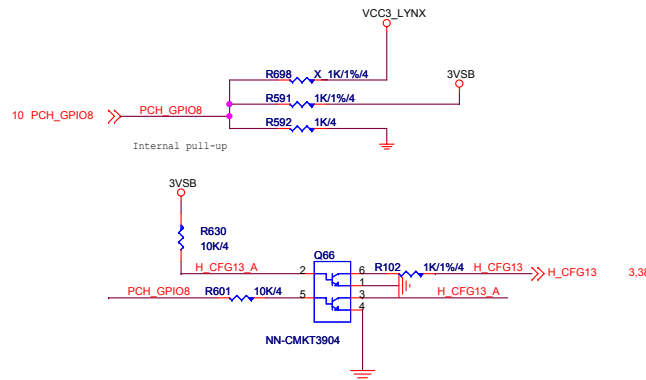 VCC3_LYNX
R698 X_1K/1%/4
3VSB
R591 1K/1%/4
10 PCH_GPIO8 PCH_GPIO8
R592 1K/4
Internal pull-up
3VSB
R630
10K/4
Q66
H_CFG13_A 2 6 R102 1K/1%/4 H_CFG13 H_CFG13 3,38
1
PCH_GPIO8 R601 10K/4 5 3 H_CFG13_A
4
NN-CMKT3904